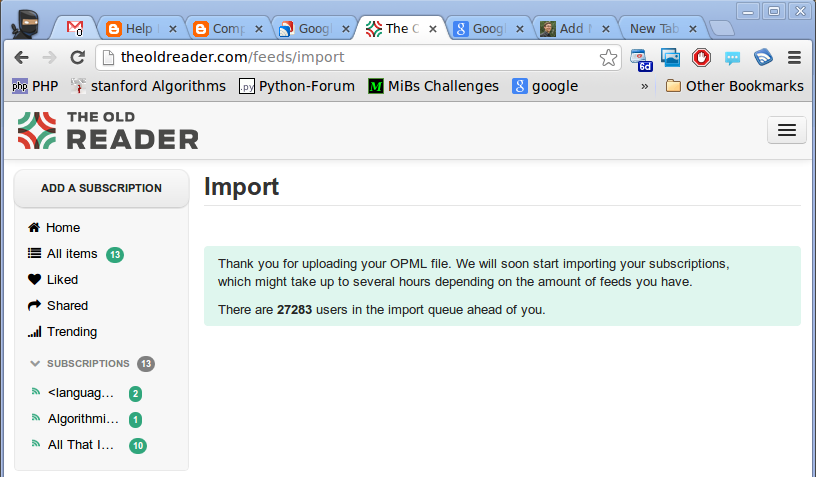 0
Help
Comp
Googl
The O
Googl
Add N
New Tab
theoldreader.com/feeds/import
6d
php PHP
stanford Algorithms
.py Python-Forum
M MiBs Challenges
g google
»
Other Bookmarks
THE OLD
READER
ADD A SUBSCRIPTION
Home
All items 13
Liked
Shared
Trending
SUBSCRIPTIONS 13
<languag... 2
Algorithmi... 1
All That I... 10
Import
Thank you for uploading your OPML file. We will soon start importing your subscriptions,
which might take up to several hours depending on the amount of feeds you have.
There are 27283 users in the import queue ahead of you.